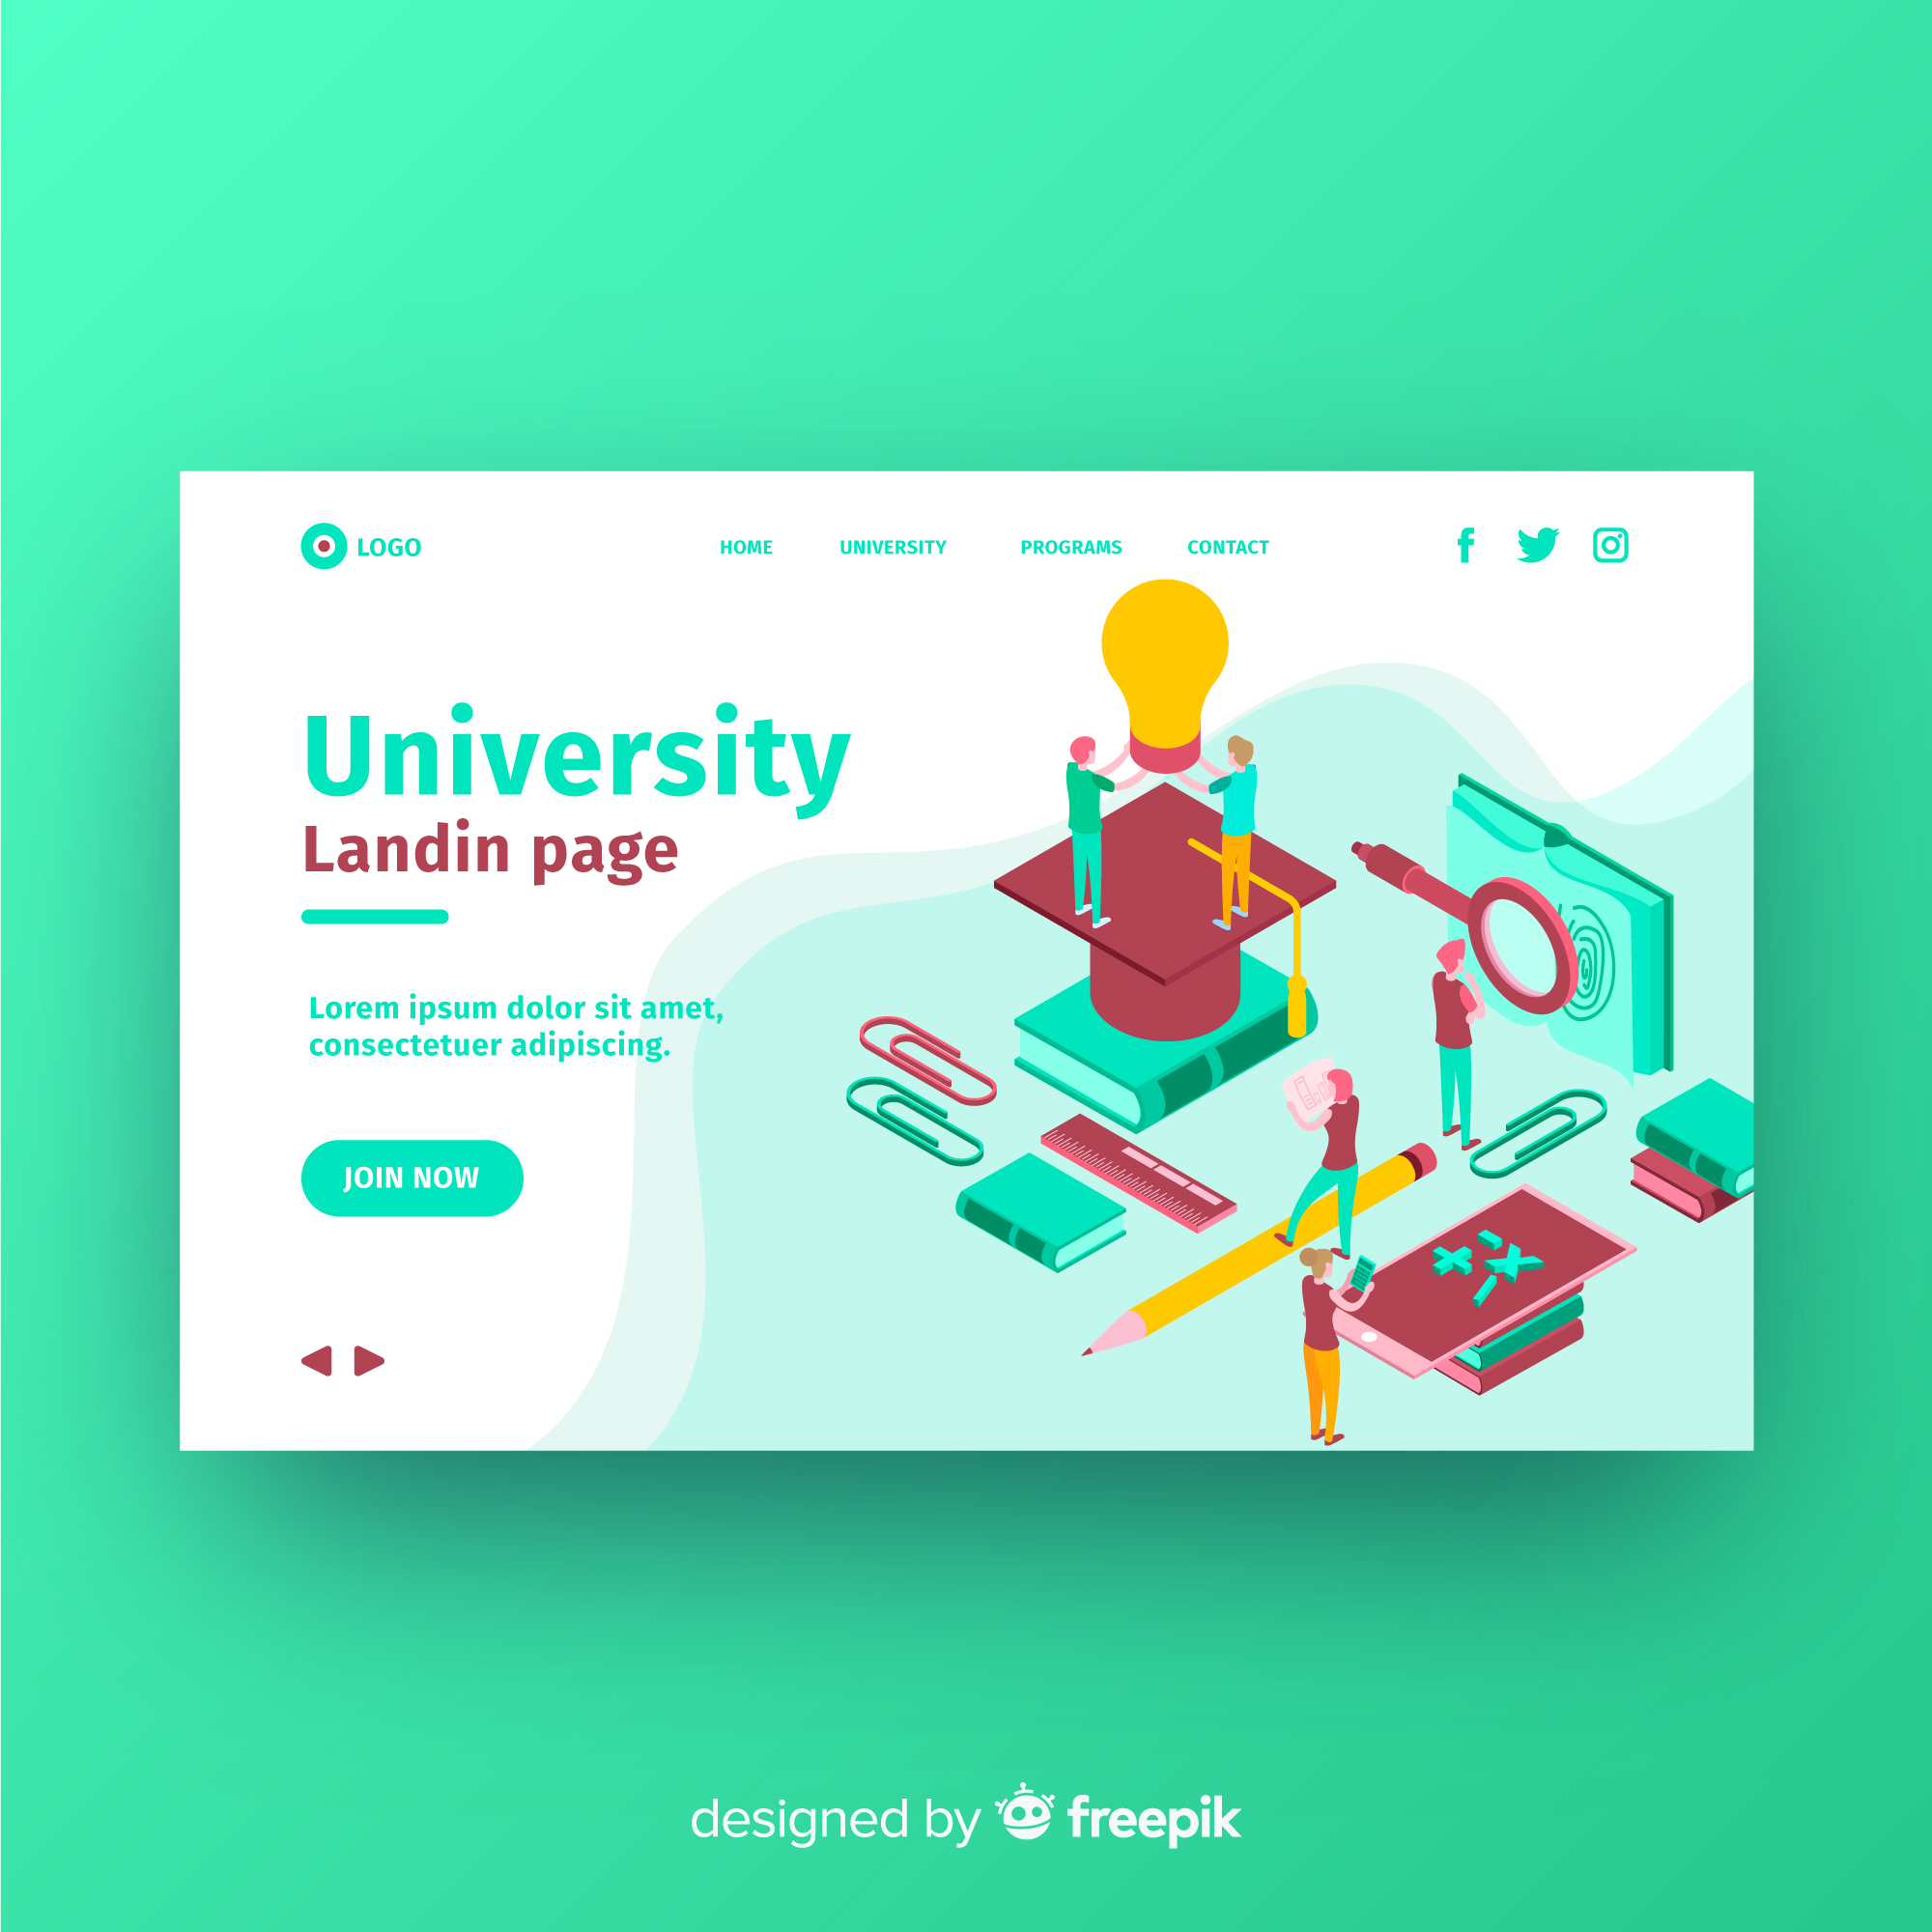 LOGO
HOME UNIVERSITY PROGRAMS CONTACT
University
Landin page
Lorem ipsum dolor sit amet,
consectetuer adipiscing.
JOIN NOW
designed by freepik